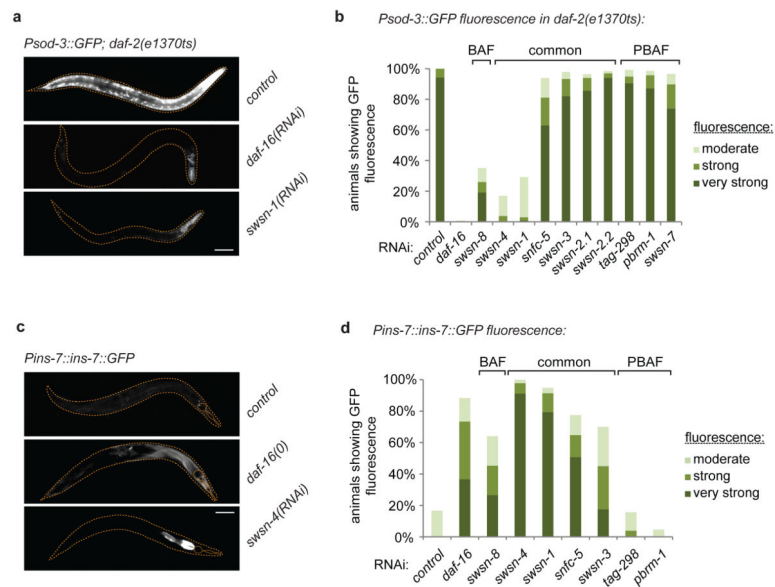 a
Psod-3::GFP; daf-2(e1370ts)
control
daf-16(RNAi)
swsn-1(RNAi)
b
Psod-3::GFP fluorescence in daf-2(e1370ts):
BAF common PBAF
100%
80%
60%
40%
20%
0%
animals showing GFP
fluorescence
fluorescence:
moderate
strong
very strong
RNAi:
control
daf-16
swsn-8
swsn-4
swsn-1
snfc-5
swsn-3
swsn-2.1
swsn-2.2
tag-298
pbrm-1
swsn-7
c
Pins-7::ins-7::GFP
control
daf-16(0)
swsn-4(RNAi)
d
Pins-7::ins-7::GFP fluorescence:
BAF common PBAF
100%
80%
60%
40%
20%
0%
animals showing GFP
fluorescence
fluorescence:
moderate
strong
very strong
RNAi:
control
daf-16
swsn-8
swsn-4
swsn-1
snfc-5
swsn-3
tag-298
pbrm-1